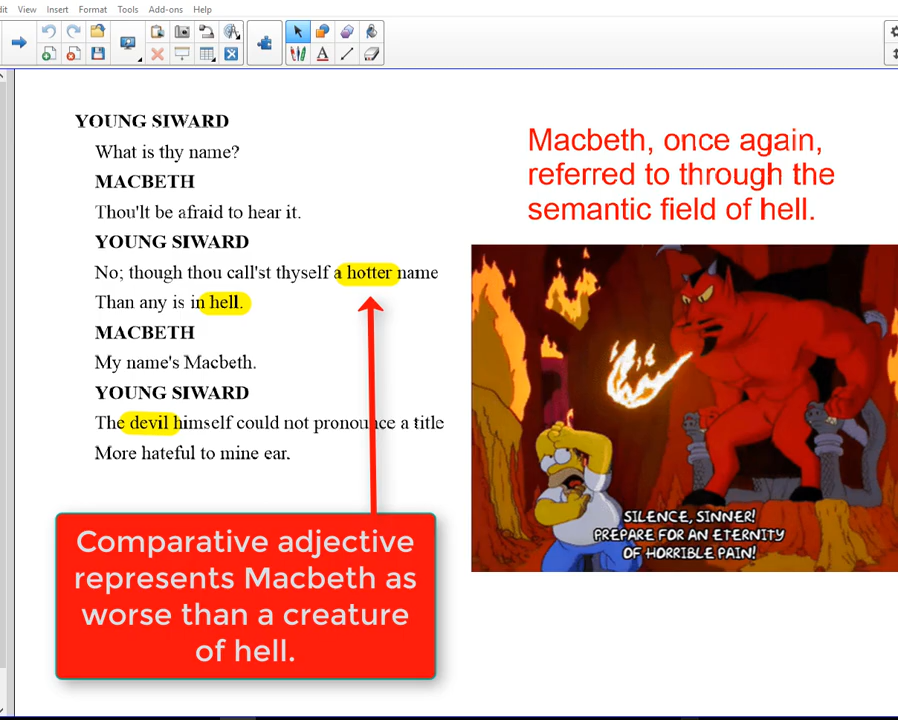 dit View Insert Format Tools Add-ons Help
YOUNG SIWARD
What is thy name?
MACBETH
Thou'lt be afraid to hear it.
YOUNG SIWARD
No; though thou call'st thyself a hotter name
Than any is in hell.
MACBETH
My name's Macbeth.
YOUNG SIWARD
The devil himself could not pronounce a title
More hateful to mine ear.
Macbeth, once again,
referred to through the
semantic field of hell.
SILENCE, SINNER!
PREPARE FOR AN ETERNITY
OF HORRIBLE PAIN!
Comparative adjective
represents Macbeth as
worse than a creature
of hell.